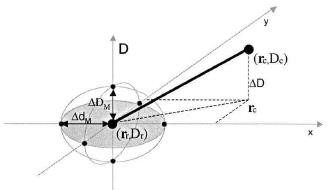 y
D
(r_c,D_c)
ΔD_M
ΔD
Δd_M
(r_r,D_r)
r_c
x